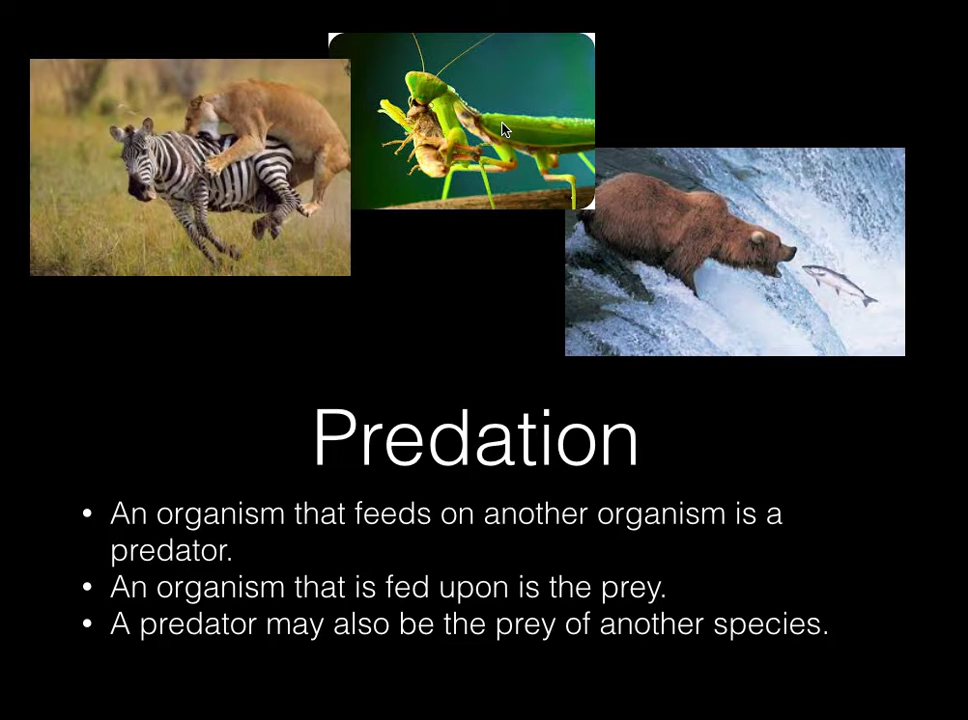 Predation
• An organism that feeds on another organism is a
predator.
• An organism that is fed upon is the prey.
• A predator may also be the prey of another species.